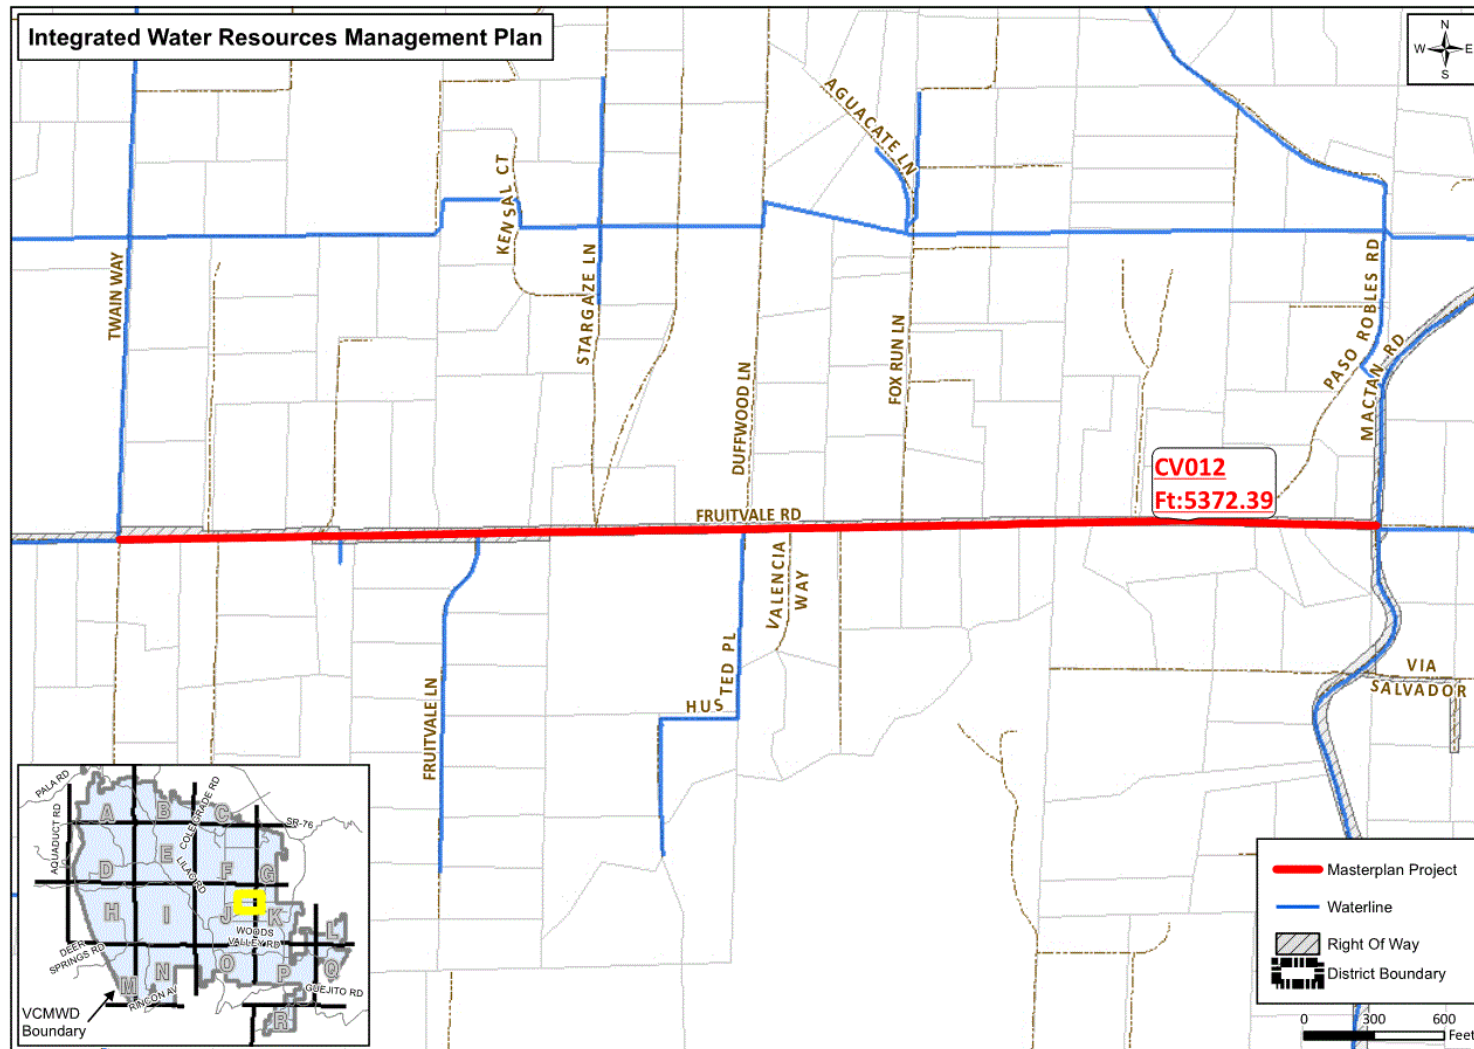 Integrated Water Resources Management Plan
N
W E
S
AGUACATE LN
KENSAL CT
TWAIN WAY
STARGAZE LN
DUFFWOOD LN
FOX RUN LN
PASO ROBLES RD
MACTAN RD
CV012
Ft:5372.39
FRUITVALE RD
VALENCIA
WAY
HUSTED PL
FRUITVALE LN
VIA
SALVADOR
PALA RD
AQUADUCT RD
COLE GRADE RD
SR-76
LILAC RD
A
B
C
D
E
F
G
H
I
J
K
L
WOODS
VALLEY RD
DEER
SPRINGS RD
M
N
O
P
Q
R
RINCON AV
GUEJITO RD
VCMWD
Boundary
Masterplan Project
Waterline
Right Of Way
District Boundary
0 300 600
Feet